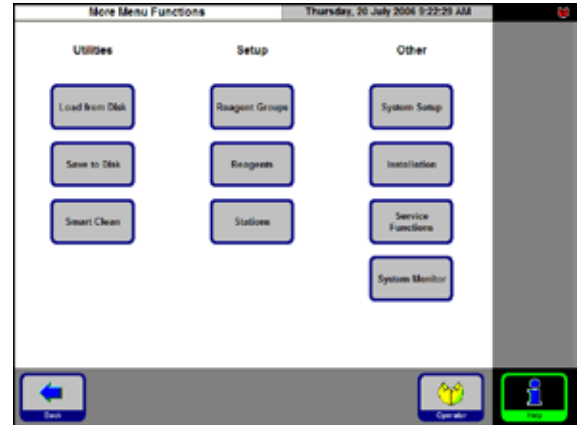 More Menu Functions
Thursday, 20 July 2006 9:22:29 AM
Utilities
Setup
Other
Load from Disk
Reagent Groups
System Setup
Save to Disk
Reagents
Installation
Smart Clean
Stations
Service
Functions
System Monitor
Back
Operator
Help